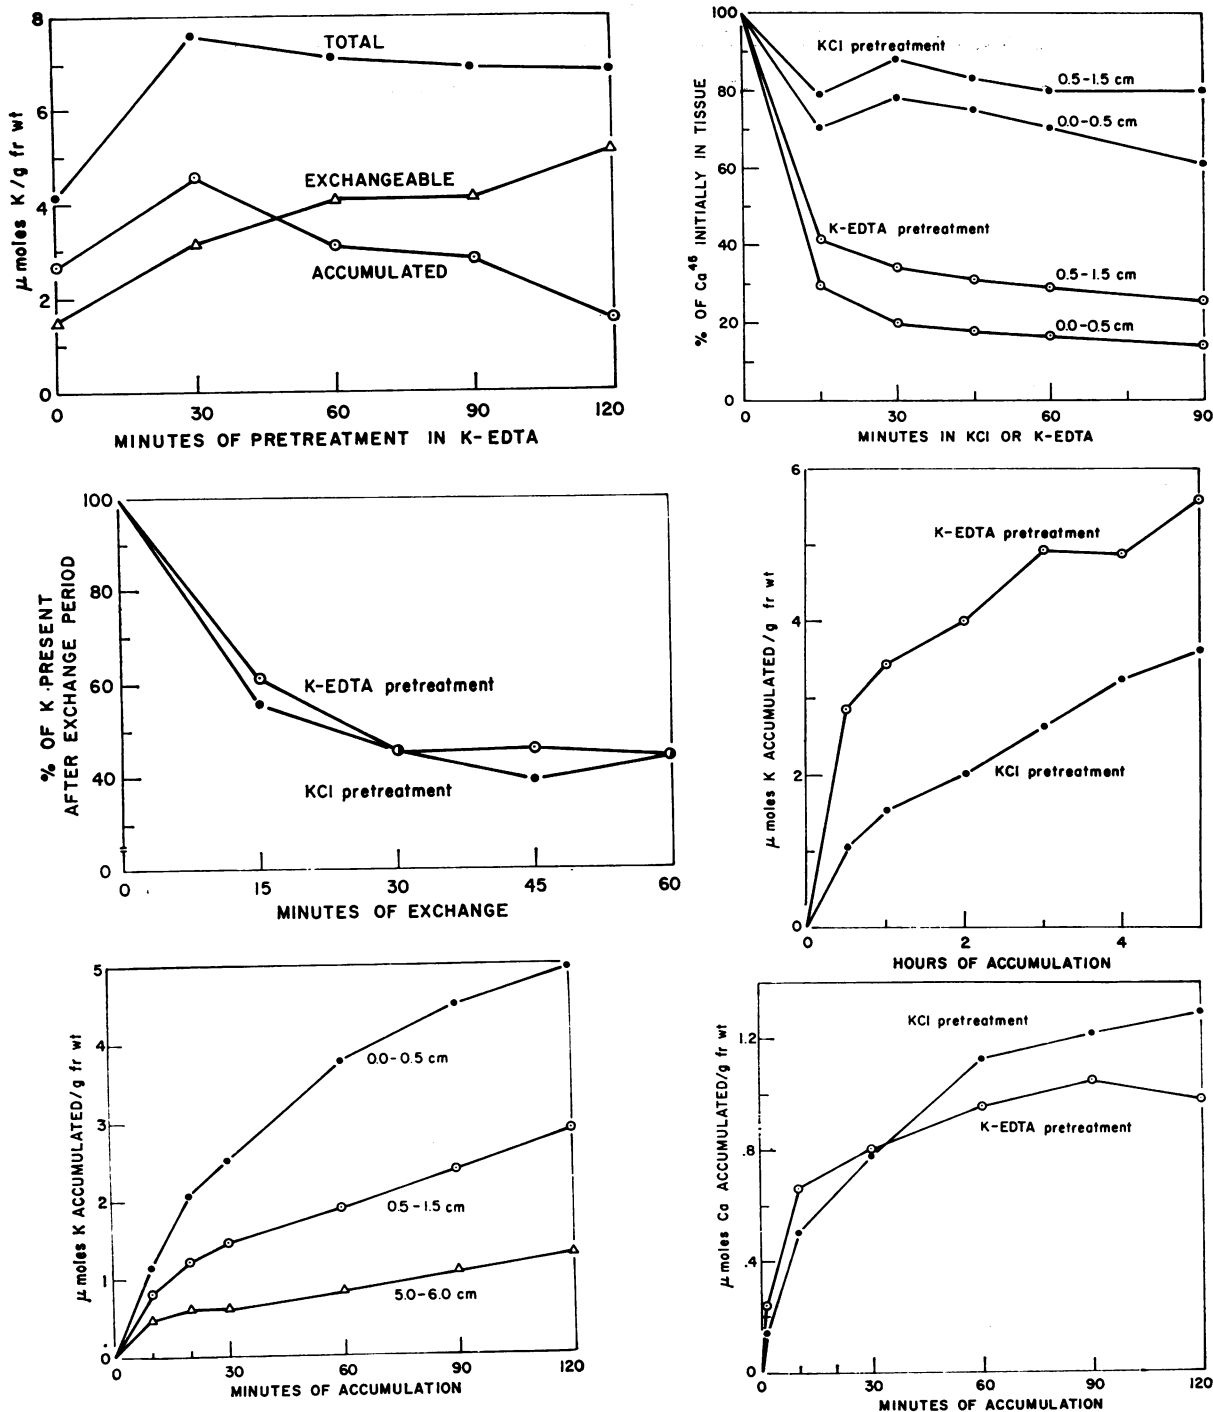 8
6
4
2
0
μmoles K/g fr wt
TOTAL
EXCHANGEABLE
ACCUMULATED
0 30 60 90 120
MINUTES OF PRETREATMENT IN K-EDTA
100
80
60
40
20
0
% OF Ca45 INITIALLY IN TISSUE
KCl pretreatment
0.5-1.5 cm
0.0-0.5 cm
K-EDTA pretreatment
0.5-1.5 cm
0.0-0.5 cm
0 30 60 90
MINUTES IN KCl OR K-EDTA
100
80
60
40
0
% OF K PRESENT
AFTER EXCHANGE PERIOD
K-EDTA pretreatment
KCl pretreatment
0 15 30 45 60
MINUTES OF EXCHANGE
6
4
2
0
μmoles K ACCUMULATED/g fr wt
K-EDTA pretreatment
KCl pretreatment
0 2 4
HOURS OF ACCUMULATION
5
4
3
2
1
0
μmoles K ACCUMULATED/g fr wt
0.0-0.5 cm
0.5-1.5 cm
5.0-6.0 cm
0 30 60 90 120
MINUTES OF ACCUMULATION
1.2
.8
.4
0
μmoles Ca ACCUMULATED/g fr wt
KCl pretreatment
K-EDTA pretreatment
0 30 60 90 120
MINUTES OF ACCUMULATION